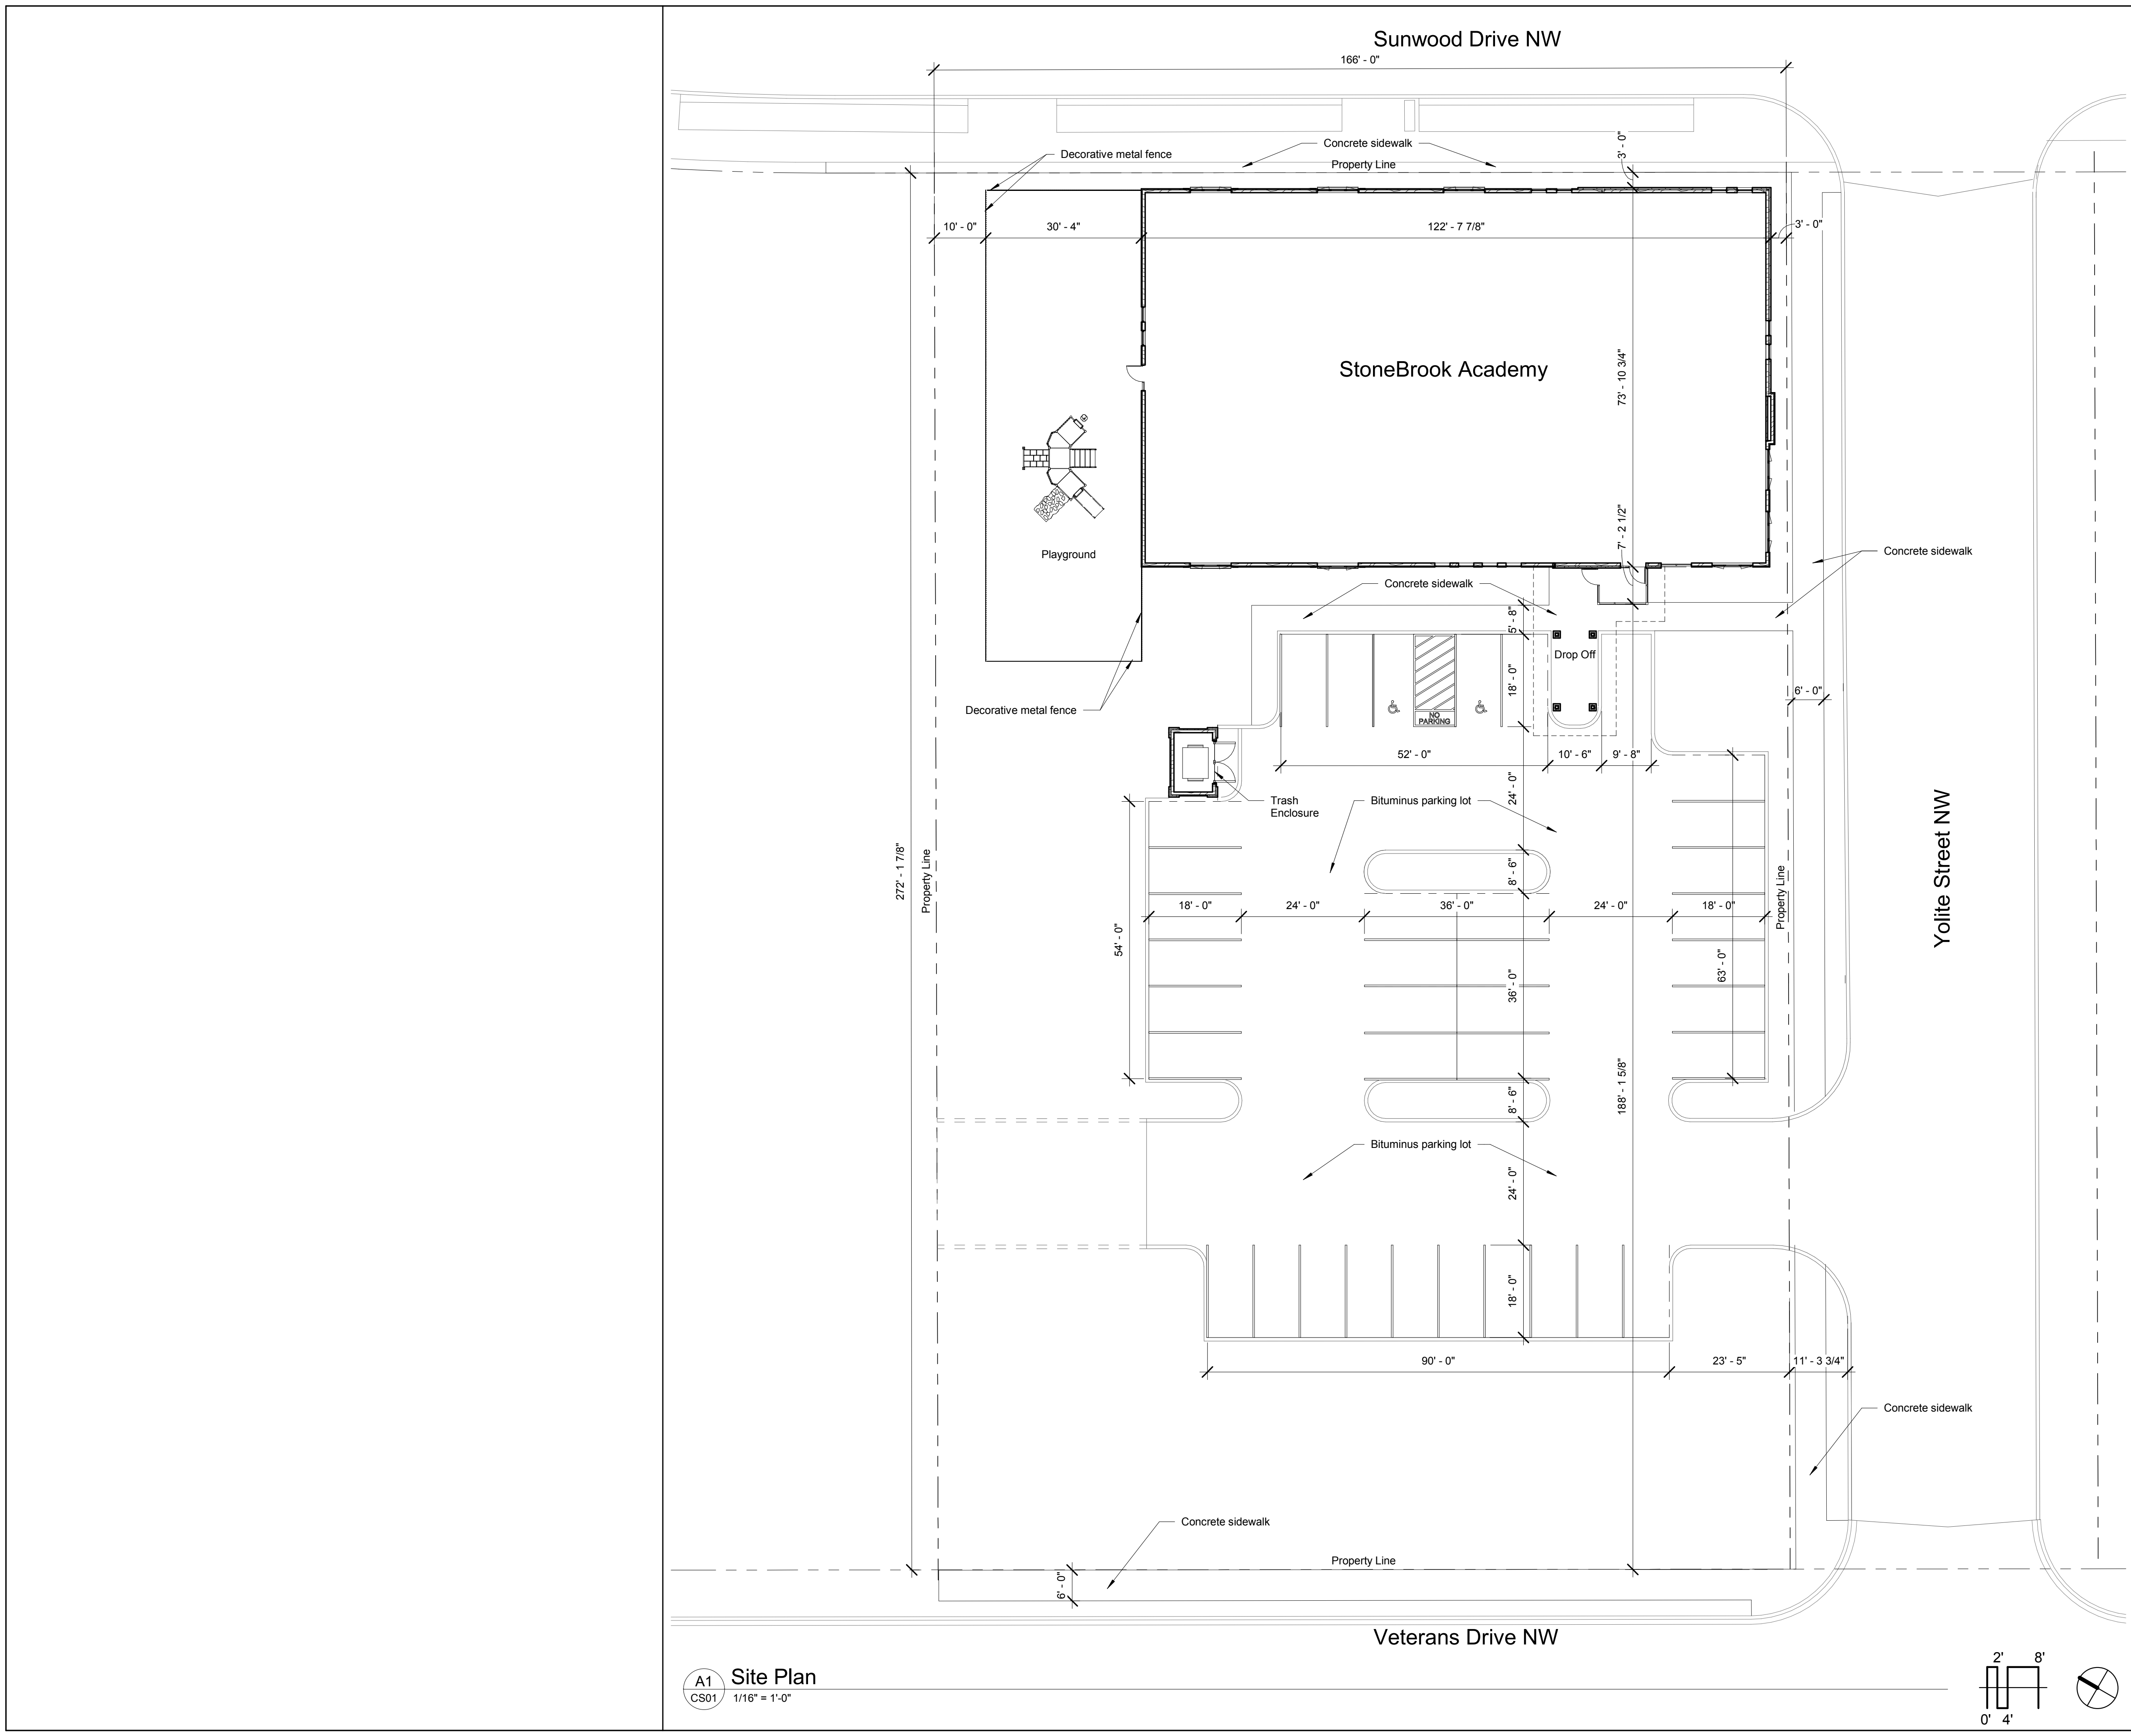 Sunwood Drive NW
166' - 0"
Concrete sidewalk
3' - 0"
Decorative metal fence
Property Line
10' - 0"
30' - 4"
122' - 7 7/8"
3' - 0"
StoneBrook Academy
73' - 10 3/4"
7' - 2 1/2"
Playground
Concrete sidewalk
Concrete sidewalk
5' - 8"
Drop Off
18' - 0"
6' - 0"
Decorative metal fence
NO
PARKING
52' - 0"
10' - 6"
9' - 8"
24' - 0"
Trash
Enclosure
Bituminus parking lot
Yolite Street NW
272' - 1 7/8"
Property Line
8' - 6"
Property Line
18' - 0"
24' - 0"
36' - 0"
24' - 0"
18' - 0"
54' - 0"
63' - 0"
36' - 0"
188' - 1 5/8"
8' - 6"
Bituminus parking lot
24' - 0"
18' - 0"
90' - 0"
23' - 5"
11' - 3 3/4"
Concrete sidewalk
Concrete sidewalk
Property Line
6' - 0"
Veterans Drive NW
A1
CS01
Site Plan
1/16" = 1'-0"
2'
8'
0'
4'